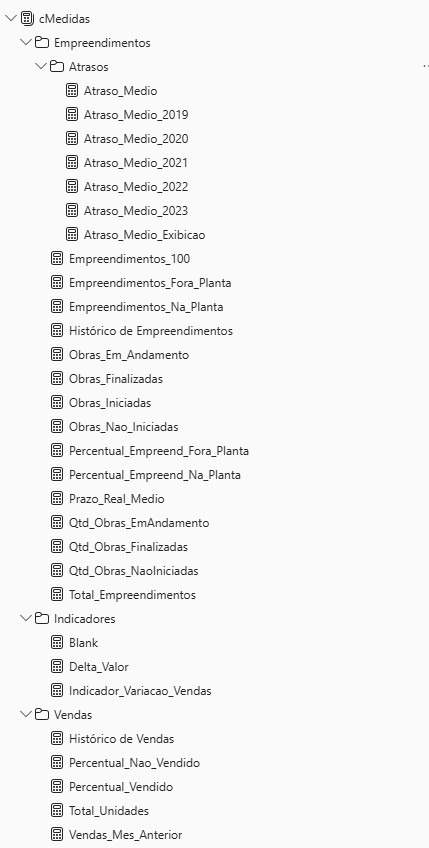 cMedidas
Empreendimentos
Atrasos
Atraso_Medio
Atraso_Medio_2019
Atraso_Medio_2020
Atraso_Medio_2021
Atraso_Medio_2022
Atraso_Medio_2023
Atraso_Medio_Exibicao
Empreendimentos_100
Empreendimentos_Fora_Planta
Empreendimentos_Na_Planta
Histórico de Empreendimentos
Obras_Em_Andamento
Obras_Finalizadas
Obras_Iniciadas
Obras_Nao_Iniciadas
Percentual_Empreend_Fora_Planta
Percentual_Empreend_Na_Planta
Prazo_Real_Medio
Qtd_Obras_EmAndamento
Qtd_Obras_Finalizadas
Qtd_Obras_NaoIniciadas
Total_Empreendimentos
Indicadores
Blank
Delta_Valor
Indicador_Variacao_Vendas
Vendas
Histórico de Vendas
Percentual_Nao_Vendido
Percentual_Vendido
Total_Unidades
Vendas_Mes_Anterior